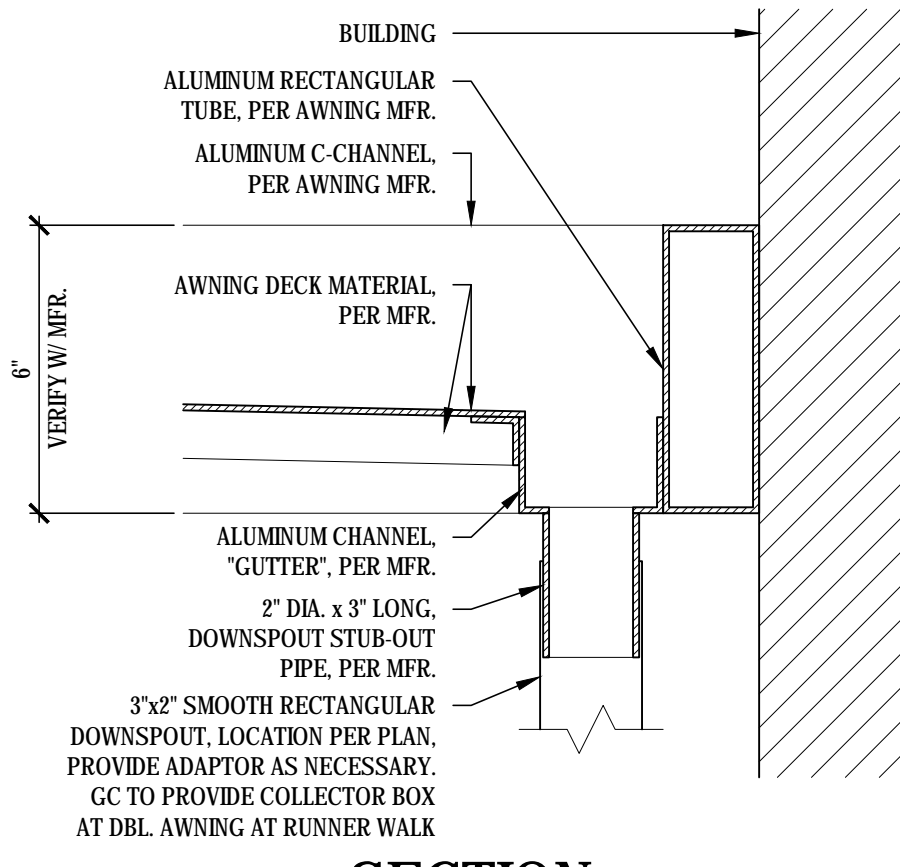 BUILDING
ALUMINUM RECTANGULAR
TUBE, PER AWNING MFR.
ALUMINUM C-CHANNEL,
PER AWNING MFR.
AWNING DECK MATERIAL,
PER MFR.
6"
VERIFY W/ MFR.
ALUMINUM CHANNEL,
"GUTTER", PER MFR.
2" DIA. x 3" LONG,
DOWNSPOUT STUB-OUT
PIPE, PER MFR.
3"x2" SMOOTH RECTANGULAR
DOWNSPOUT, LOCATION PER PLAN,
PROVIDE ADAPTOR AS NECESSARY.
GC TO PROVIDE COLLECTOR BOX
AT DBL. AWNING AT RUNNER WALK
SECTION